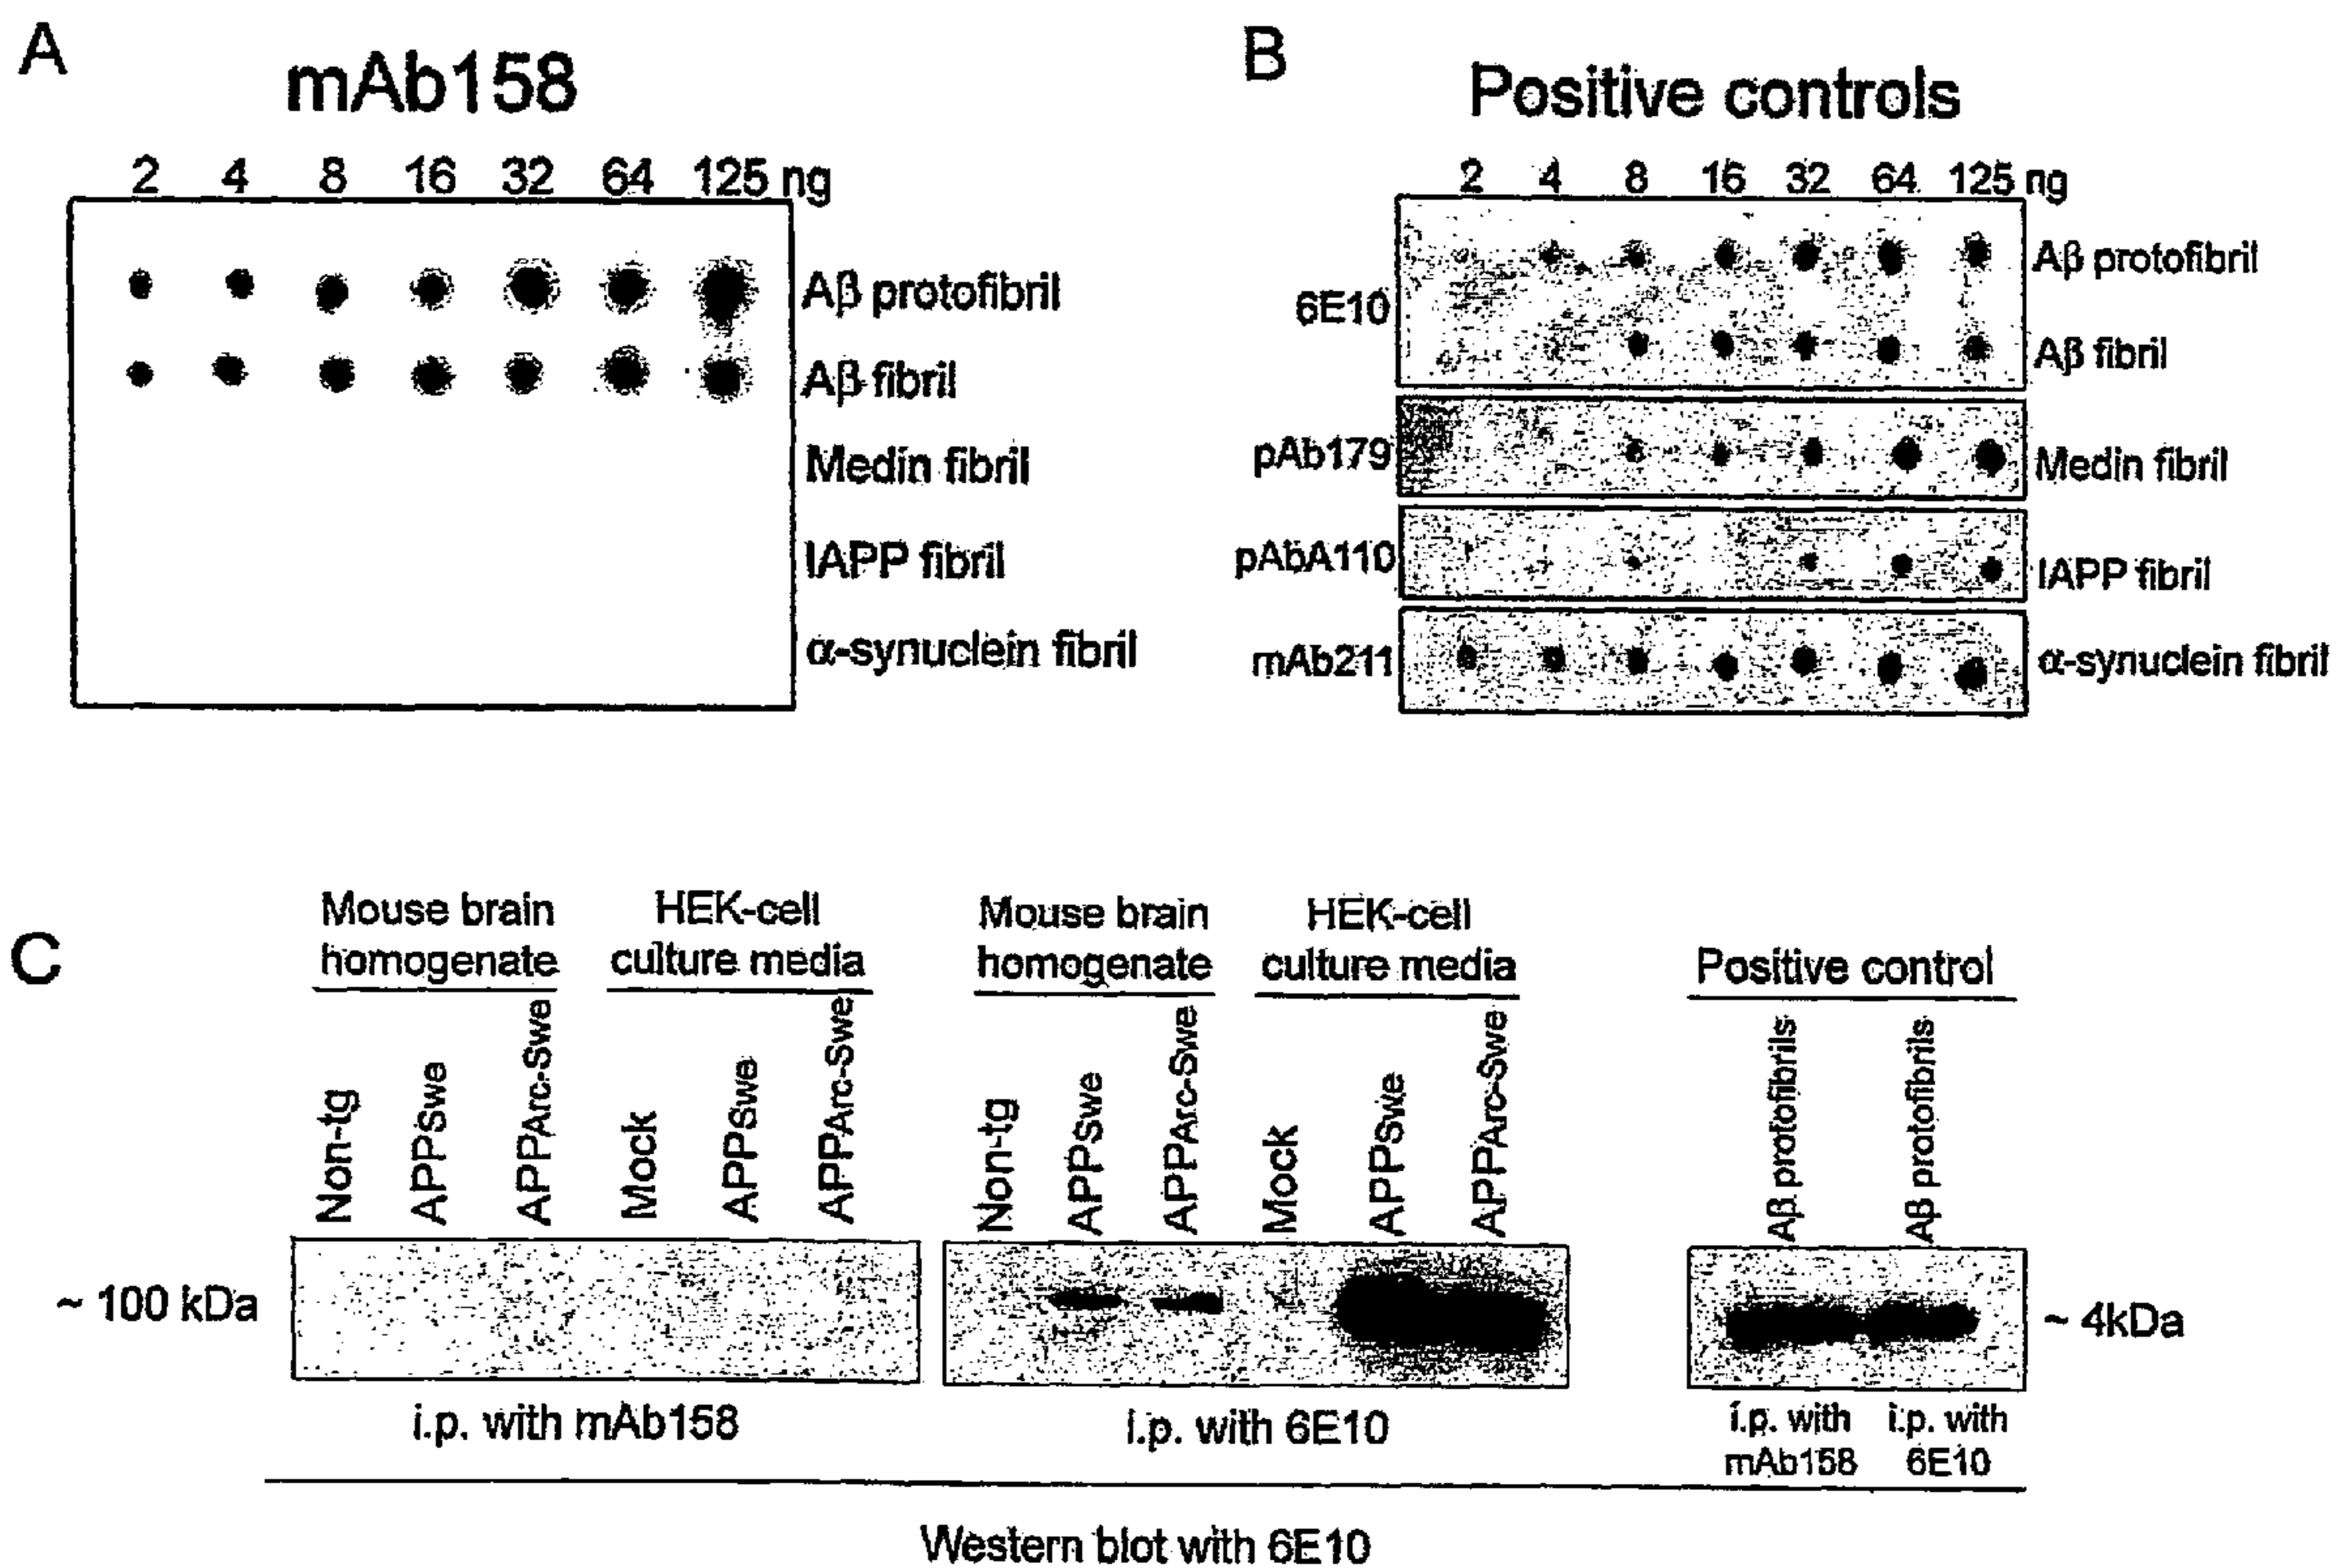 A
mAb158
2 4 8 16 32 64 125 ng
Aβ protofibril
Aβ fibril
Medin fibril
IAPP fibril
α-synuclein fibril
B
Positive controls
2 4 8 16 32 64 125 ng
6E10
Aβ protofibril
Aβ fibril
pAb179
Medin fibril
pAbA110
IAPP fibril
mAb211
α-synuclein fibril
C
Mouse brain
homogenate
HEK-cell
culture media
Mouse brain
homogenate
HEK-cell
culture media
Positive control
Non-tg
APPSwe
APPArc-Swe
Mock
APPSwe
APPArc-Swe
Non-tg
APPSwe
APPArc-Swe
Mock
APPSwe
APPArc-Swe
Aβ protofibrils
Aβ protofibrils
~ 100 kDa
~ 4kDa
i.p. with mAb158
i.p. with 6E10
i.p. with
mAb158
i.p. with
6E10
Western blot with 6E10